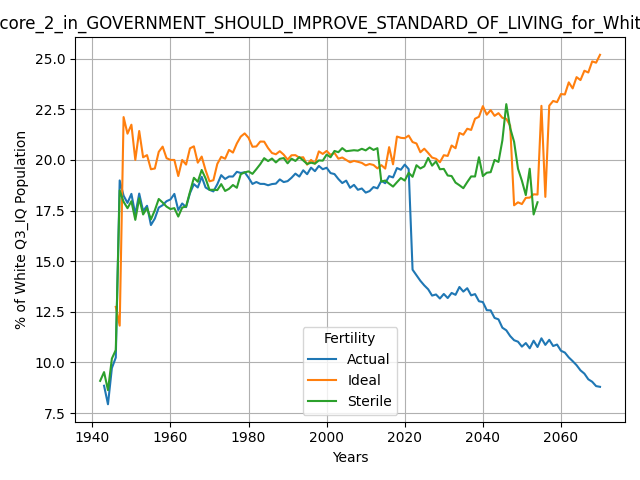 core_2_in_GOVERNMENT_SHOULD_IMPROVE_STANDARD_OF_LIVING_for_Whit
% of White Q3_IQ Population
25.0
22.5
20.0
17.5
15.0
12.5
10.0
7.5
Fertility
Actual
Ideal
Sterile
1940 1960 1980 2000 2020 2040 2060
Years